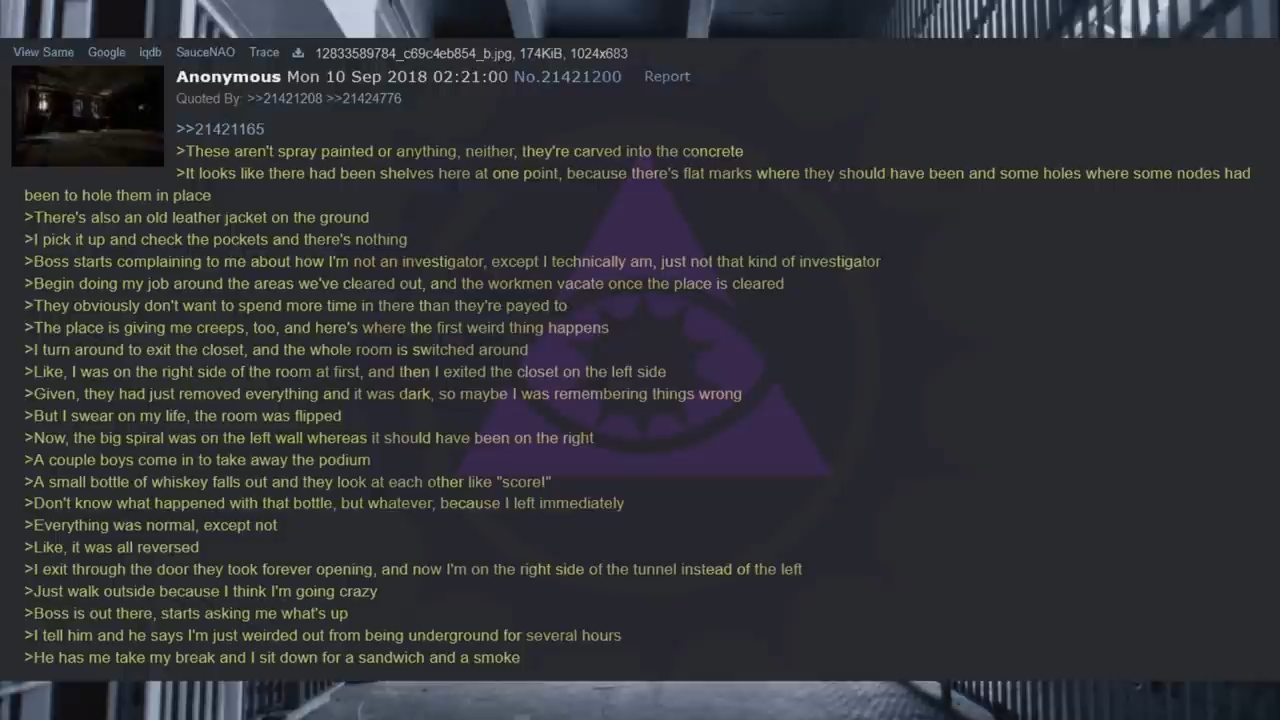 View Same Google iqdb SauceNAO Trace 12833589784_c69c4eb854_b.jpg, 174KiB, 1024x683
Anonymous Mon 10 Sep 2018 02:21:00 No.21421200 Report
Quoted By: >>21421208 >>21424776
>>21421165
>These aren't spray painted or anything, neither, they're carved into the concrete
>It looks like there had been shelves here at one point, because there's flat marks where they should have been and some holes where some nodes had
been to hole them in place
>There's also an old leather jacket on the ground
>I pick it up and check the pockets and there's nothing
>Boss starts complaining to me about how I'm not an investigator, except I technically am, just not that kind of investigator
>Begin doing my job around the areas we've cleared out, and the workmen vacate once the place is cleared
>They obviously don't want to spend more time in there than they're payed to
>The place is giving me creeps, too, and here's where the first weird thing happens
>I turn around to exit the closet, and the whole room is switched around
>Like, I was on the right side of the room at first, and then I exited the closet on the left side
>Given, they had just removed everything and it was dark, so maybe I was remembering things wrong
>But I swear on my life, the room was flipped
>Now, the big spiral was on the left wall whereas it should have been on the right
>A couple boys come in to take away the podium
>A small bottle of whiskey falls out and they look at each other like "score!"
>Don't know what happened with that bottle, but whatever, because I left immediately
>Everything was normal, except not
>Like, it was all reversed
>I exit through the door they took forever opening, and now I'm on the right side of the tunnel instead of the left
>Just walk outside because I think I'm going crazy
>Boss is out there, starts asking me what's up
>I tell him and he says I'm just weirded out from being underground for several hours
>He has me take my break and I sit down for a sandwich and a smoke